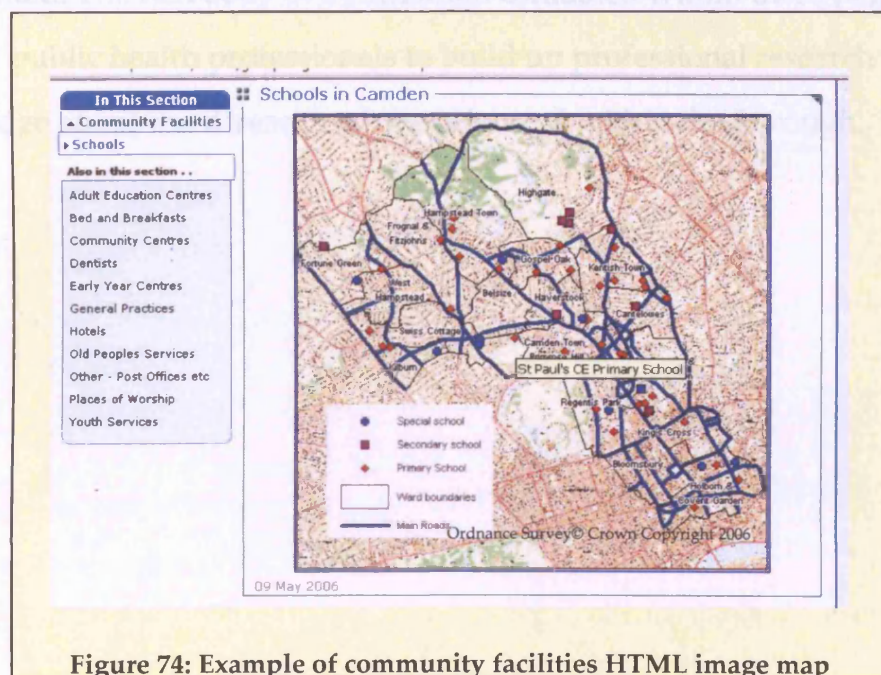 public health professionals to build on professional research
In This Section
Community Facilities
Schools
Also in this section . .
Adult Education Centres
Bed and Breakfasts
Community Centres
Dentists
Early Year Centres
General Practices
Hotels
Old Peoples Services
Other - Post Offices etc
Places of Worship
Youth Services
Schools in Camden
Highgate
Hampstead Town
Frognal &
Fitzjohns
Fortune Green
Gospel Oak
Kentish Town
West
Hampstead
Belsize
Haverstock
Cantelowes
Swiss Cottage
Camden Town
Kilburn
St Paul's CE Primary School
Regent's Park
King's Cross
Bloomsbury
Holborn &
Covent Garden
Special school
Secondary school
Primary School
Ward boundaries
Main Roads
Ordnance Survey© Crown Copyright 2006
09 May 2006
Figure 74: Example of community facilities HTML image map